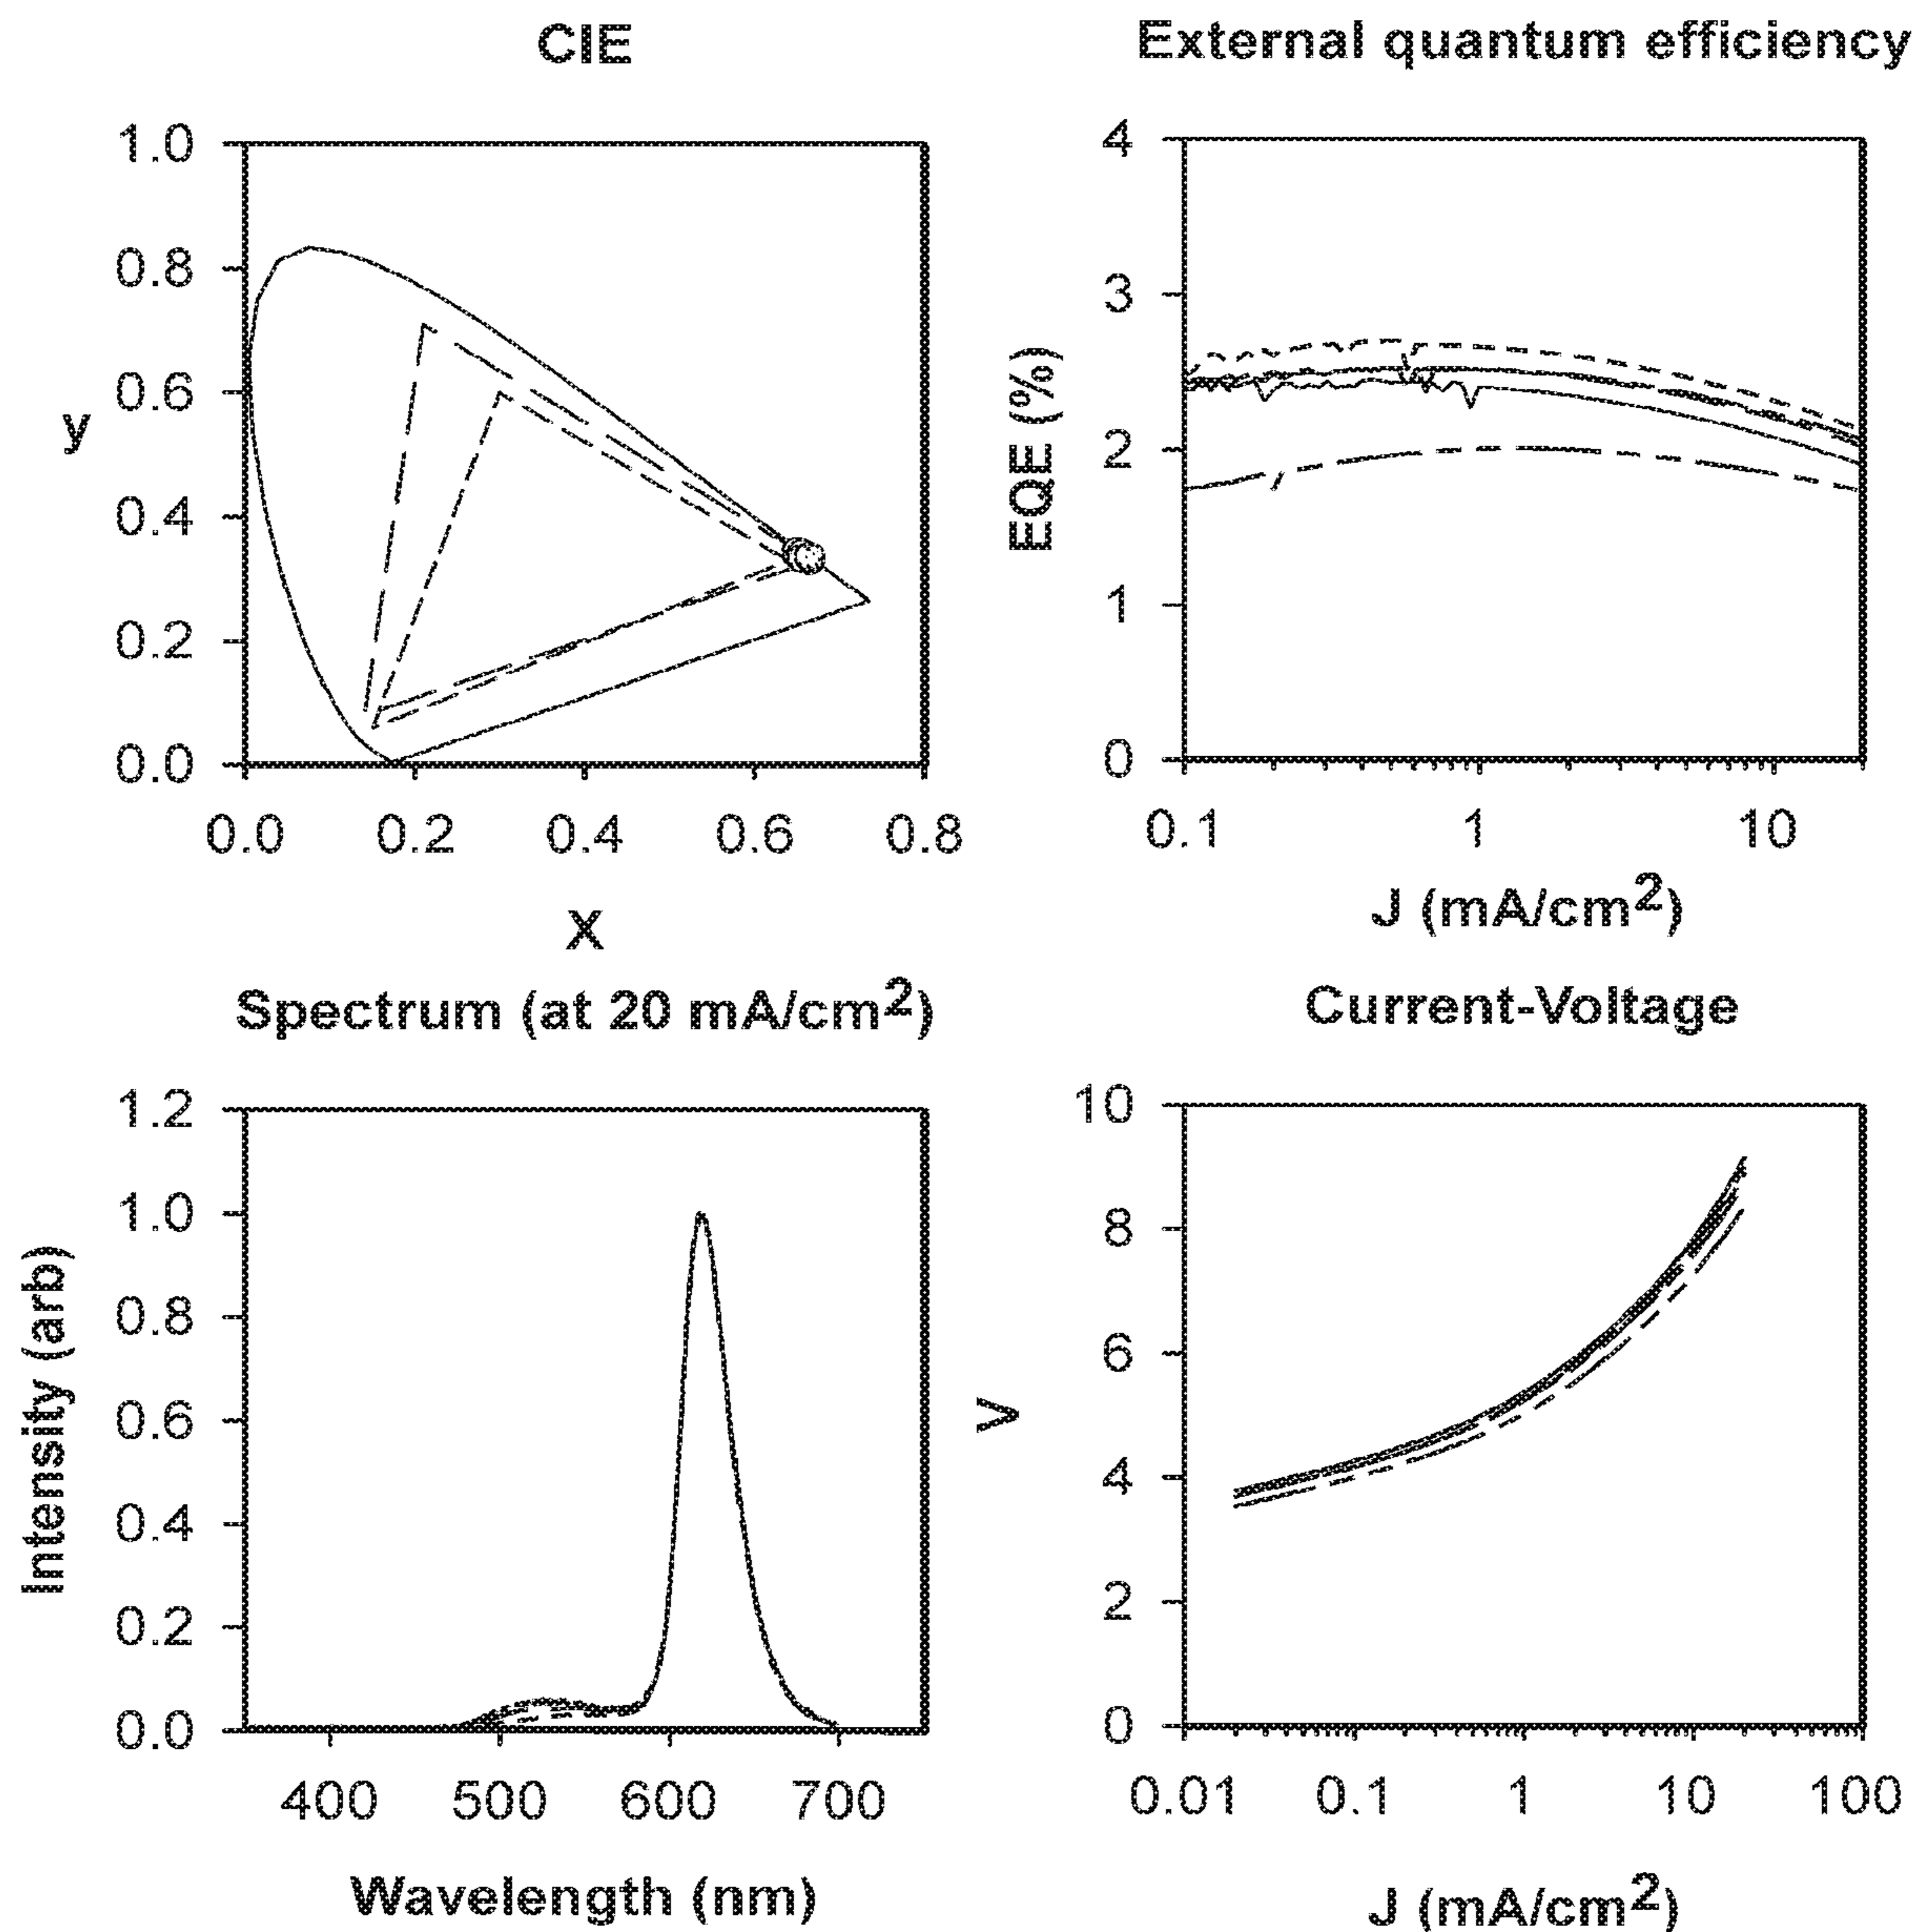 CIE
1.0
0.8
0.6
0.4
0.2
0.0
y
0.0 0.2 0.4 0.6 0.8
X
External quantum efficiency
4
3
2
1
0
EQE (%)
0.1 1 10
J (mA/cm²)
Spectrum (at 20 mA/cm²)
1.2
1.0
0.8
0.6
0.4
0.2
0.0
Intensity (arb)
400 500 600 700
Wavelength (nm)
Current-Voltage
10
8
6
4
2
0
V
0.01 0.1 1 10 100
J (mA/cm²)